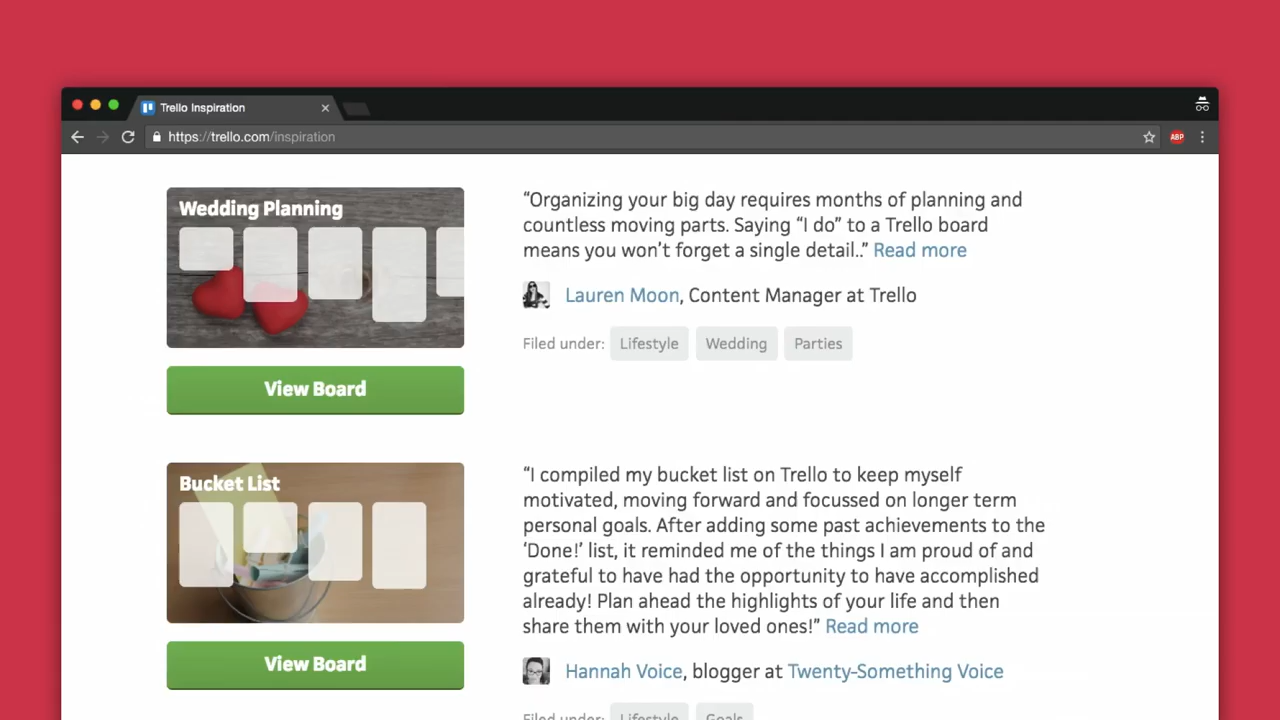 Trello Inspiration
https://trello.com/inspiration
ABP
Wedding Planning
View Board
“Organizing your big day requires months of planning and
countless moving parts. Saying “I do” to a Trello board
means you won’t forget a single detail..” Read more
Lauren Moon, Content Manager at Trello
Filed under: Lifestyle Wedding Parties
Bucket List
View Board
“I compiled my bucket list on Trello to keep myself
motivated, moving forward and focussed on longer term
personal goals. After adding some past achievements to the
‘Done!’ list, it reminded me of the things I am proud of and
grateful to have had the opportunity to have accomplished
already! Plan ahead the highlights of your life and then
share them with your loved ones!” Read more
Hannah Voice, blogger at Twenty-Something Voice
Filed under: Lifestyle Goals